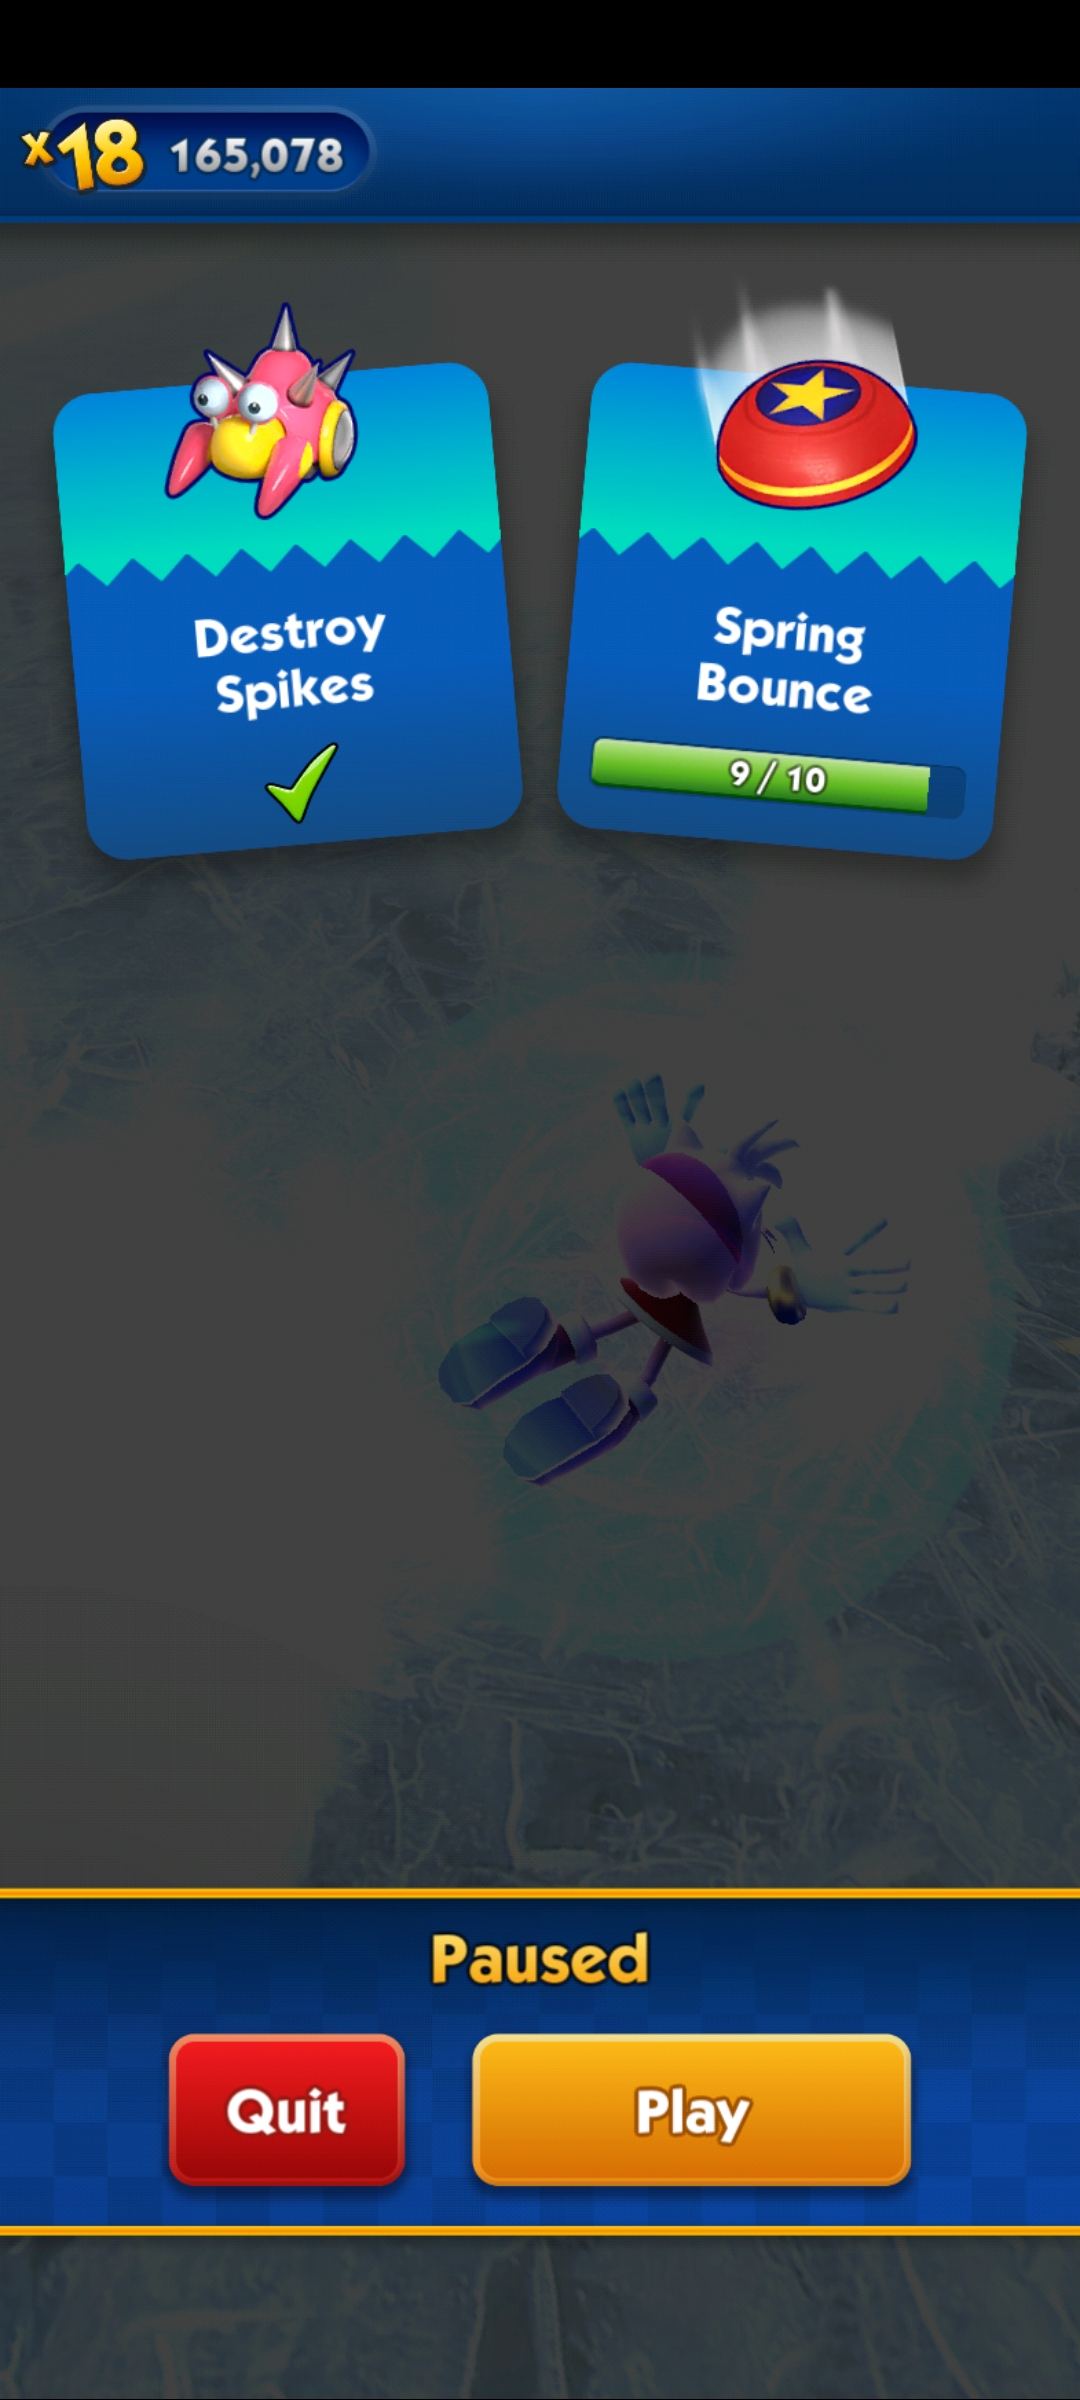 x18 165,078
Destroy
Spikes
Spring
Bounce
9 / 10
Paused
Quit
Play